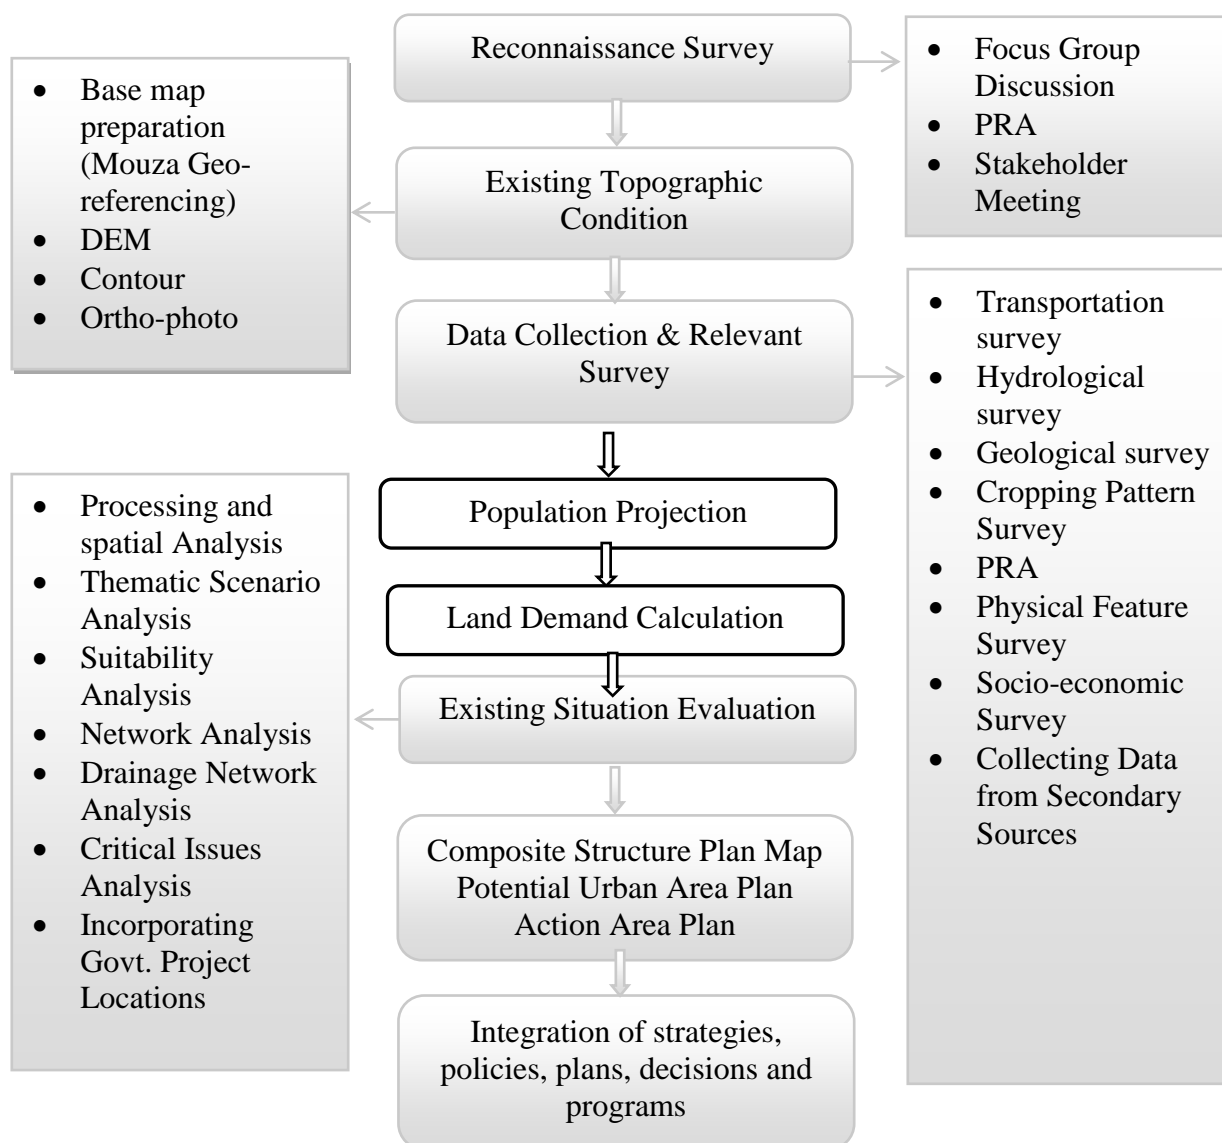 Reconnaissance Survey
• Focus Group
Discussion
• PRA
• Stakeholder
Meeting
• Base map
preparation
(Mouza Geo-
referencing)
• DEM
• Contour
• Ortho-photo
Existing Topographic
Condition
Data Collection & Relevant
Survey
• Transportation
survey
• Hydrological
survey
• Geological survey
• Cropping Pattern
Survey
• PRA
• Physical Feature
Survey
• Socio-economic
Survey
• Collecting Data
from Secondary
Sources
Population Projection
Land Demand Calculation
Existing Situation Evaluation
• Processing and
spatial Analysis
• Thematic Scenario
Analysis
• Suitability
Analysis
• Network Analysis
• Drainage Network
Analysis
• Critical Issues
Analysis
• Incorporating
Govt. Project
Locations
Composite Structure Plan Map
Potential Urban Area Plan
Action Area Plan
Integration of strategies,
policies, plans, decisions and
programs